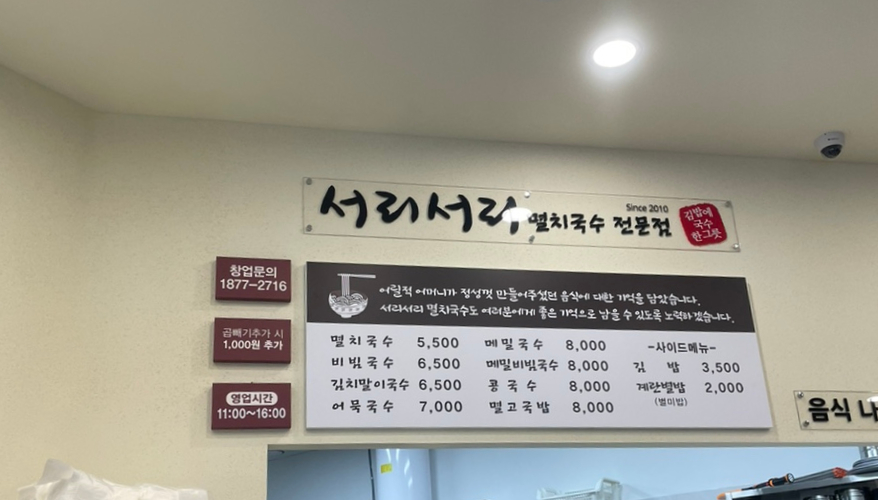 서리서리 멸치국수 전문점
Since 2010
김밥에
국수
한그릇
창업문의
1877-2716
곱빼기추가 시
1,000원 추가
영업시간
11:00~16:00
어릴적 어머니가 정성껏 만들어주셨던 음식에 대한 기억을 담았습니다.
서리서리 멸치국수도 여러분에게 좋은 기억으로 남을 수 있도록 노력하겠습니다.
멸치국수 5,500
비빔국수 6,500
김치말이국수 6,500
어묵국수 7,000
메밀국수 8,000
메밀비빔국수 8,000
콩국수 8,000
멸고국밥 8,000
-사이드메뉴-
김밥 3,500
계란별밥 2,000
(별미밥)
음식 나